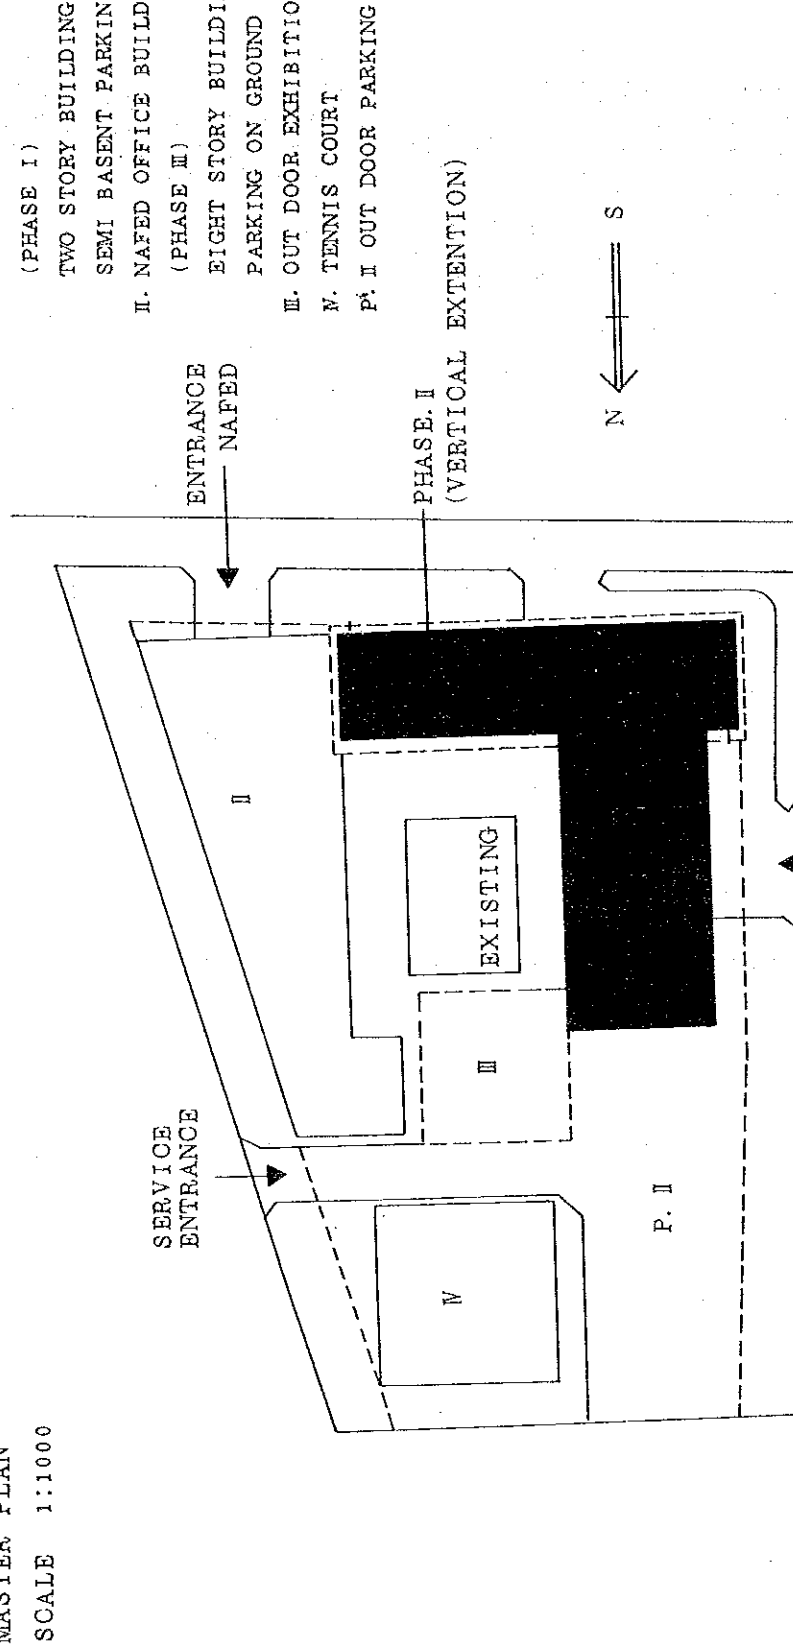 MASTER PLAN
SCALE 1:1000
(PHASE I)
TWO STORY BUILDING
SEMI BASENT PARKIN
Ⅱ. NAFED OFFICE BUILD
(PHASE Ⅲ)
EIGHT STORY BUILDI
PARKING ON GROUND
Ⅲ. OUT DOOR EXHIBITIO
Ⅳ. TENNIS COURT
P. Ⅱ OUT DOOR PARKING
SERVICE
ENTRANCE
ENTRANCE
NAFED
PHASE. Ⅱ
(VERTICAL EXTENTION)
Ⅱ
EXISTING
Ⅲ
Ⅳ
P. Ⅱ
N
S